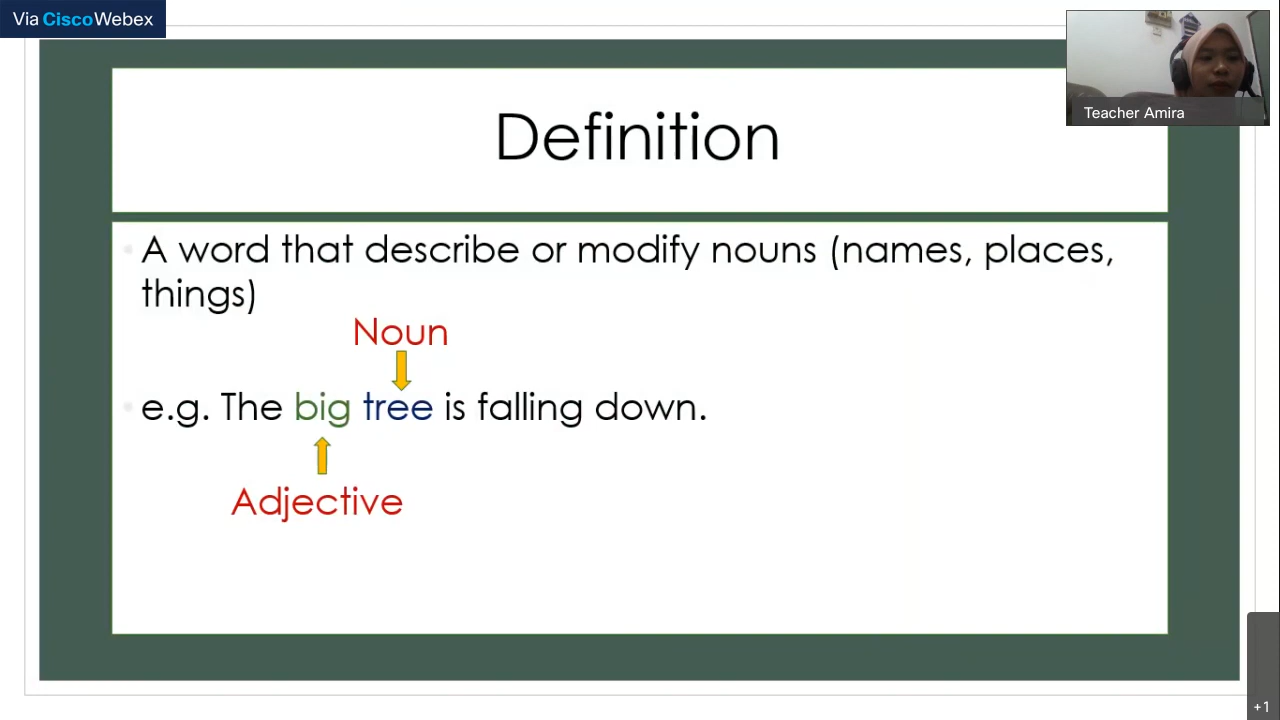 Via CiscoWebex
Teacher Amira
Definition
A word that describe or modify nouns (names, places,
things)
Noun
e.g. The big tree is falling down.
Adjective
+1